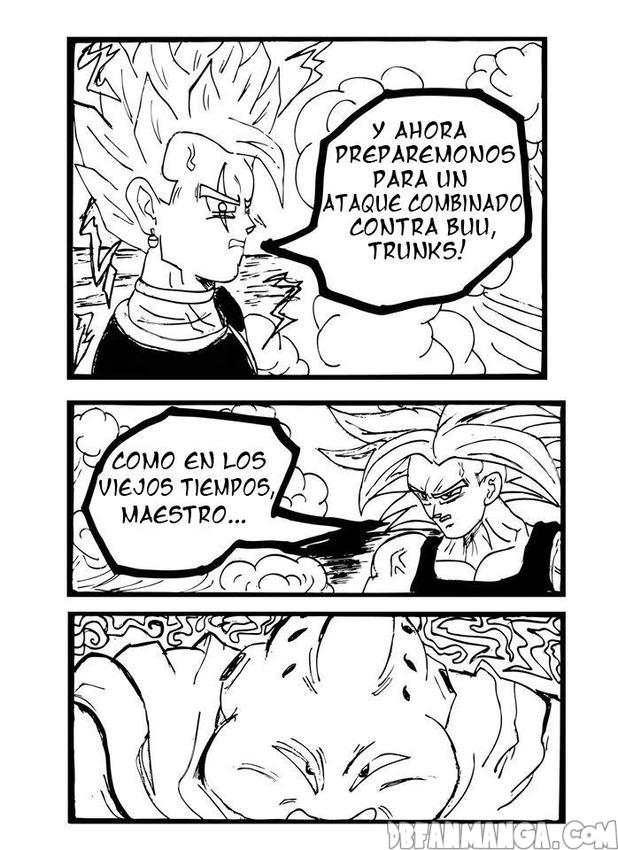 Y AHORA
PREPAREMONOS
PARA UN
ATAQUE COMBINADO
CONTRA BUU,
TRUNKS!
COMO EN LOS
VIEJOS TIEMPOS,
MAESTRO...
DBFANMANGA.COM